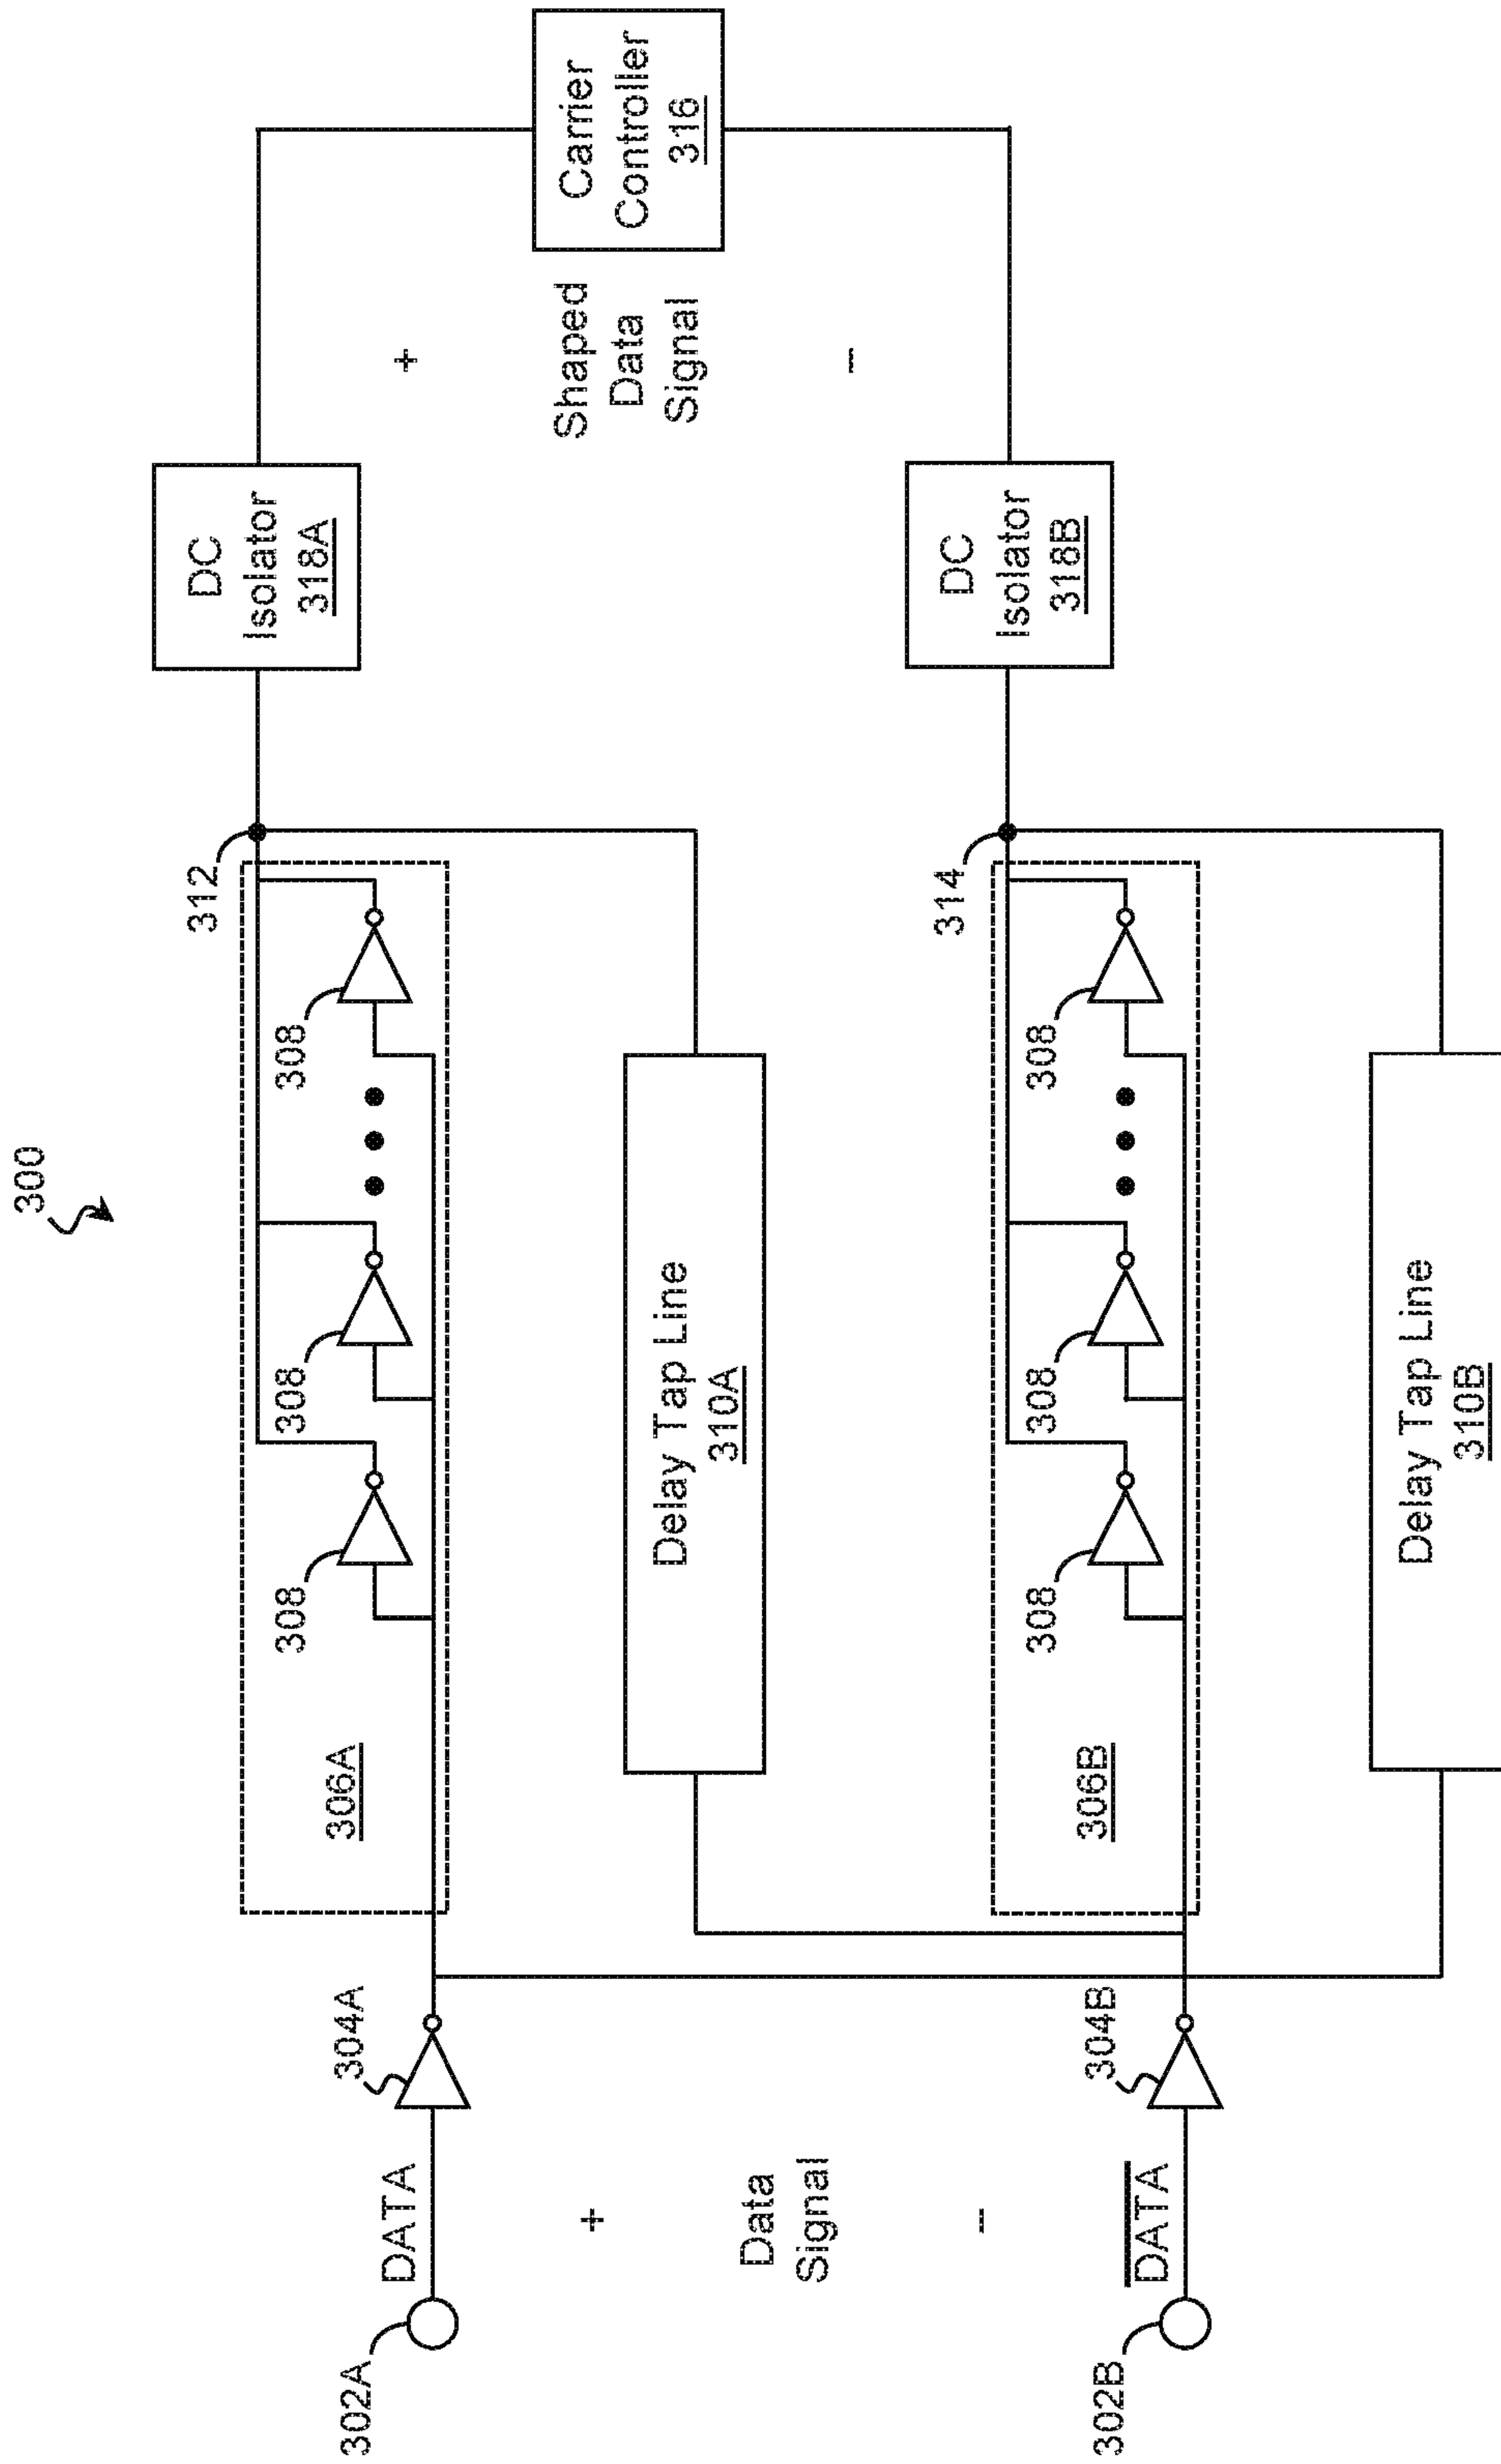 300
302A
DATA
304A
306A
308
308
308
312
DC
Isolator
318A
Delay Tap Line
310A
+
Data
Signal
–
+
Shaped
Data
Signal
–
Carrier
Controller
316
302B
D̅A̅T̅A̅
304B
306B
308
308
308
314
DC
Isolator
318B
Delay Tap Line
310B